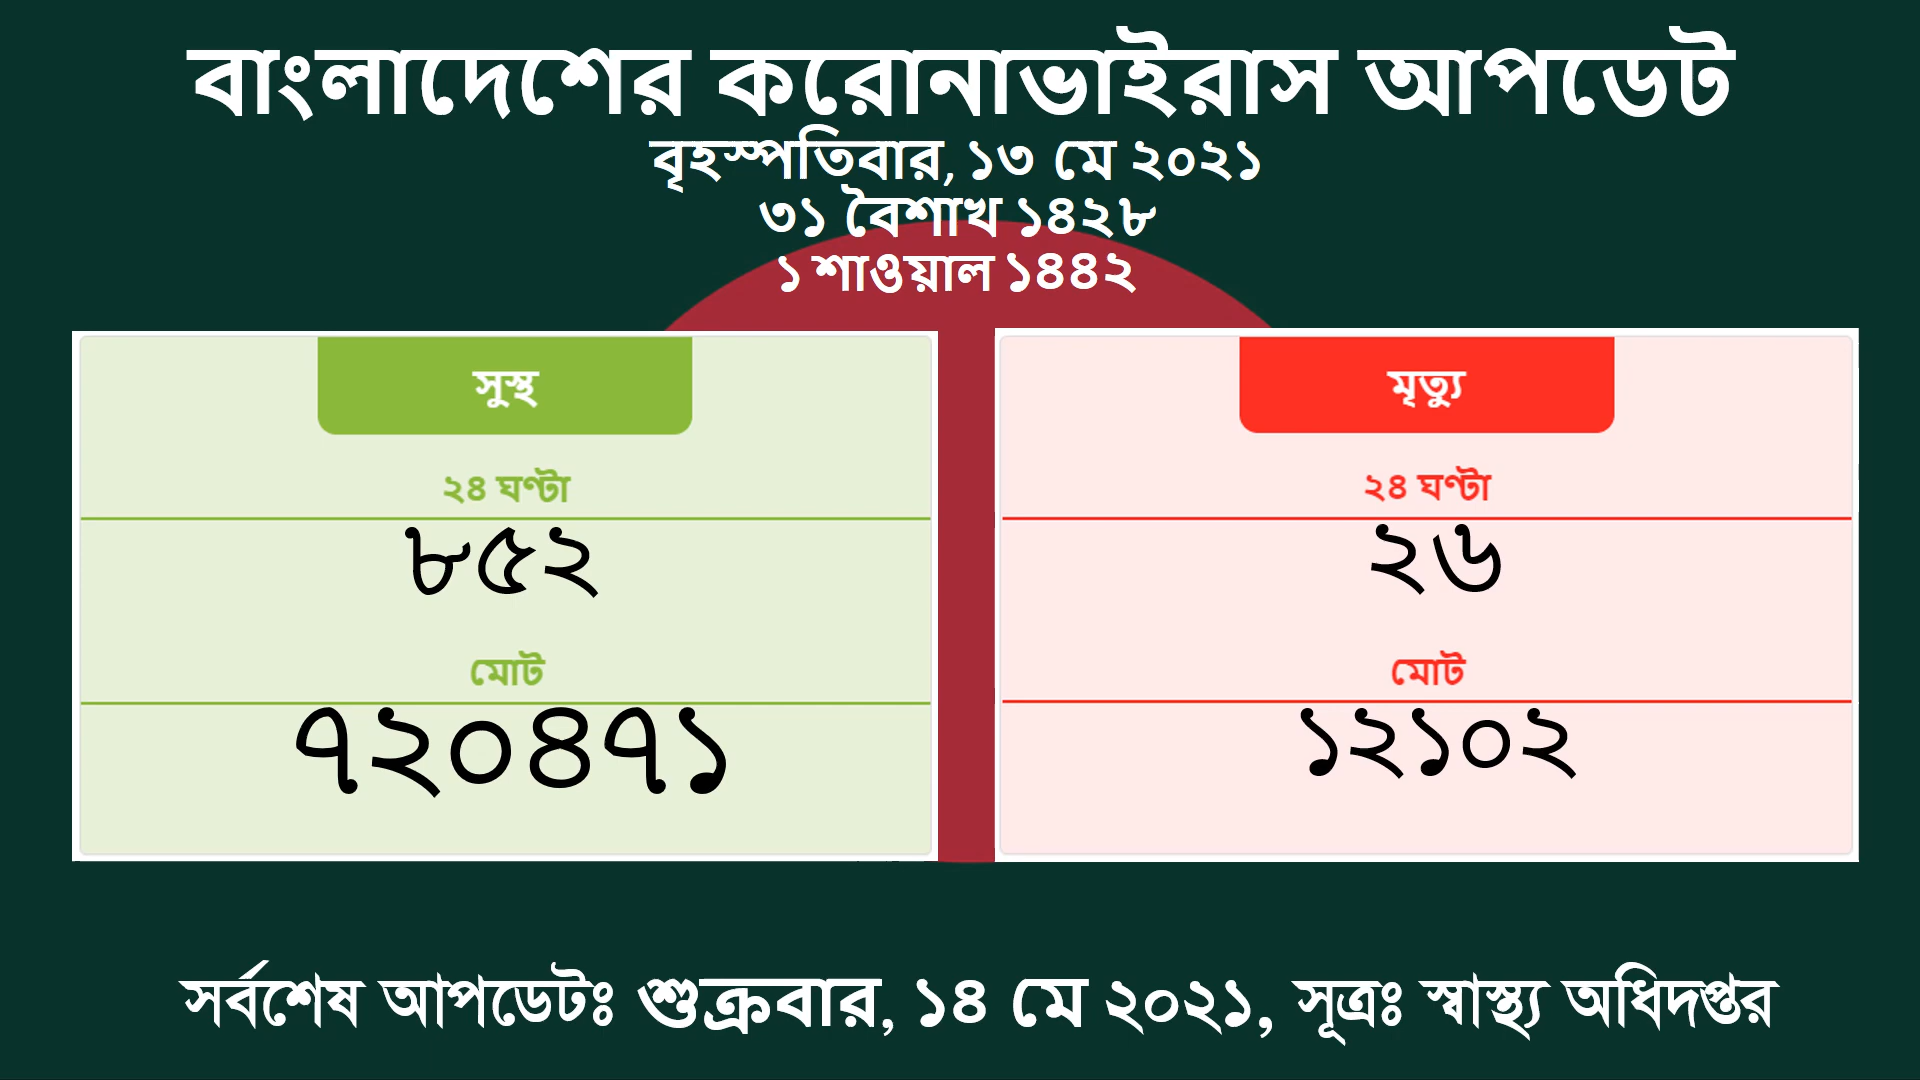 বাংলাদেশের করোনাভাইরাস আপডেট
বৃহস্পতিবার, ১৩ মে ২০২১
৩১ বৈশাখ ১৪২৮
১ শাওয়াল ১৪৪২
সুস্থ
২৪ ঘণ্টা
৮৫২
মোট
৭২০৪৭১
মৃত্যু
২৪ ঘণ্টা
২৬
মোট
১২১০২
সর্বশেষ আপডেটঃ শুক্রবার, ১৪ মে ২০২১, সূত্রঃ স্বাস্থ্য অধিদপ্তর